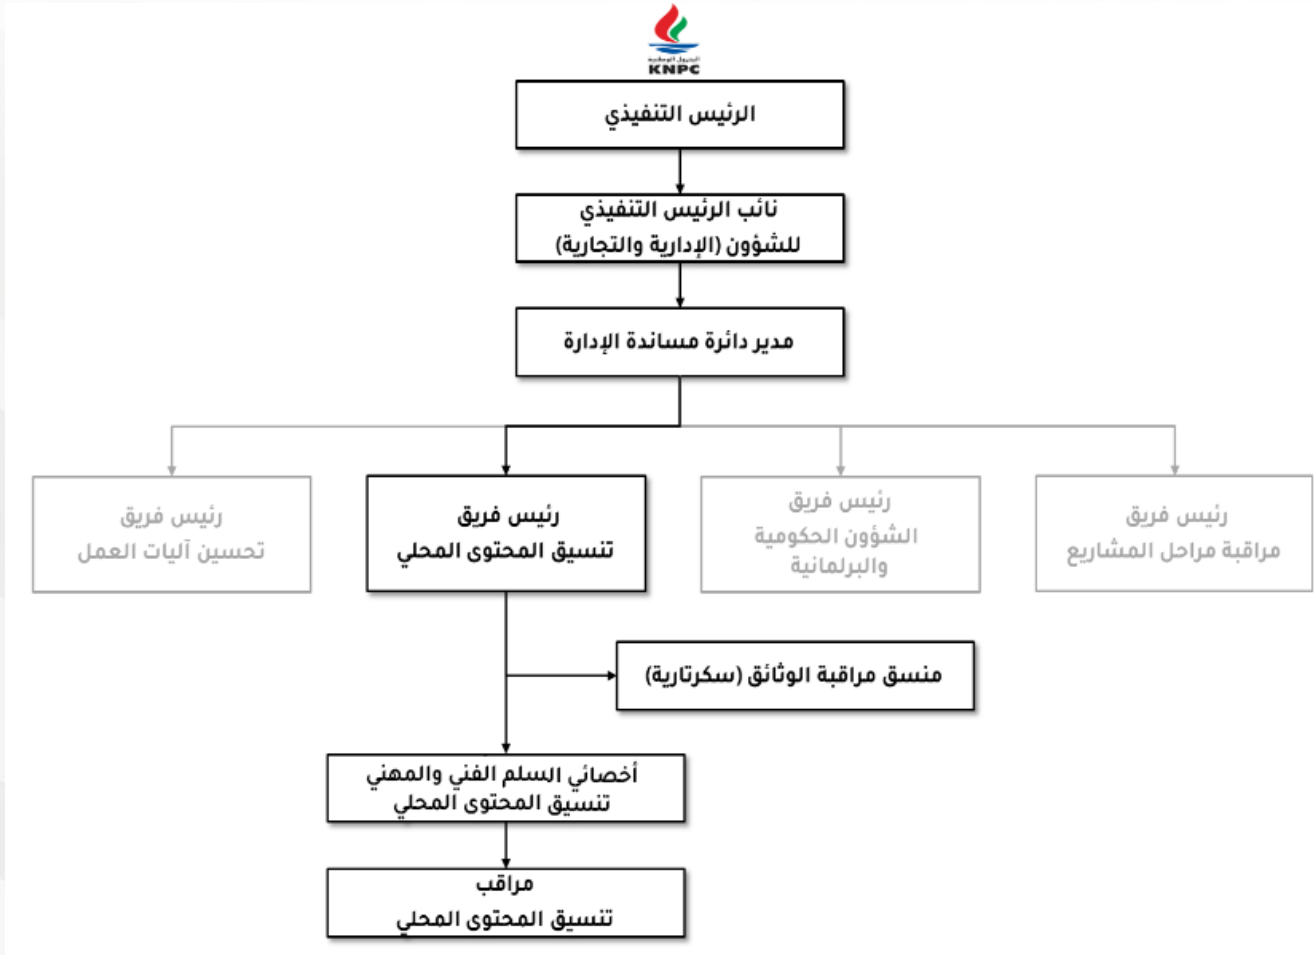 البترول الوطنية
KNPC
الرئيس التنفيذي
نائب الرئيس التنفيذي
للشؤون (الإدارية والتجارية)
مدير دائرة مساندة الإدارة
رئيس فريق
مراقبة مراحل المشاريع
رئيس فريق
الشؤون الحكومية
والبرلمانية
رئيس فريق
تنسيق المحتوى المحلي
رئيس فريق
تحسين آليات العمل
منسق مراقبة الوثائق (سكرتارية)
أخصائي السلم الفني والمهني
تنسيق المحتوى المحلي
مراقب
تنسيق المحتوى المحلي